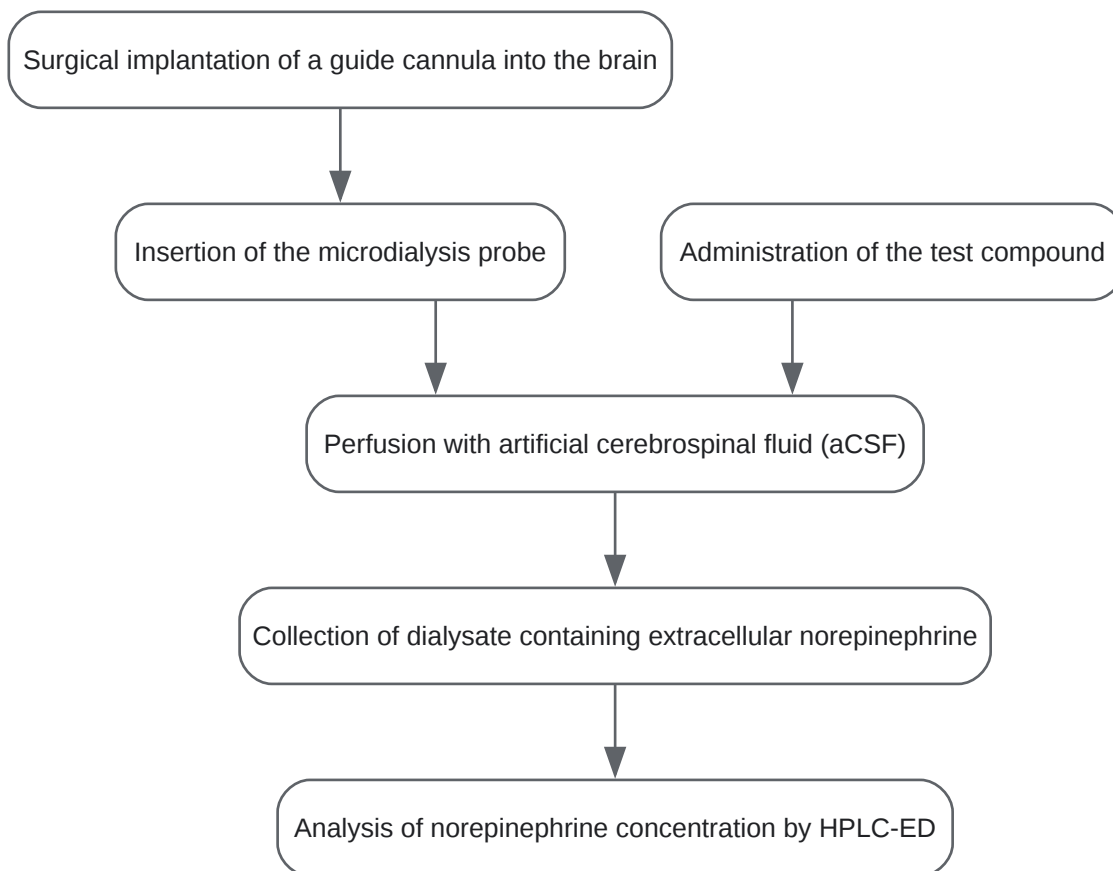 Surgical implantation of a guide cannula into the brain
Insertion of the microdialysis probe
Administration of the test compound
Perfusion with artificial cerebrospinal fluid (aCSF)
Collection of dialysate containing extracellular norepinephrine
Analysis of norepinephrine concentration by HPLC-ED